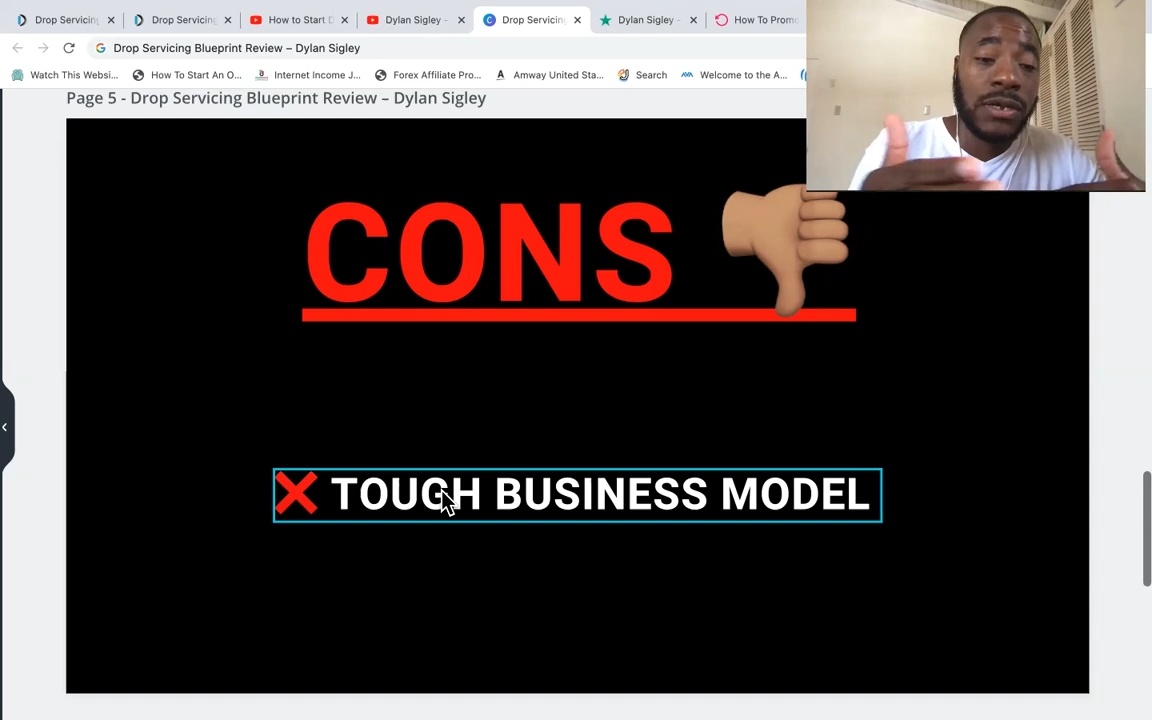 Drop Servicing
Drop Servicing
How to Start D
Dylan Sigley -
Drop Servicing
Dylan Sigley -
How To Promo
Drop Servicing Blueprint Review – Dylan Sigley
Watch This Websi...
How To Start An O...
Internet Income J...
Forex Affiliate Pro...
Amway United Sta...
Search
Welcome to the A...
Page 5 - Drop Servicing Blueprint Review – Dylan Sigley
CONS
TOUGH BUSINESS MODEL